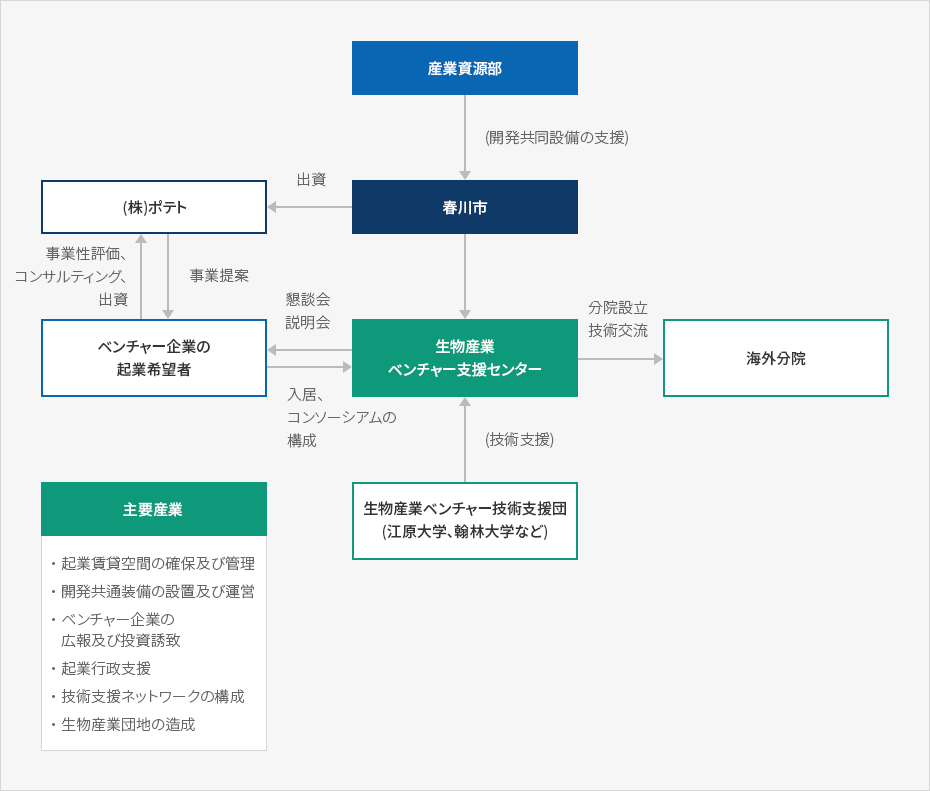 産業資源部
(開発共同設備の支援)
出資
(株)ポテト
春川市
事業性評価、
コンサルティング、
出資
事業提案
懇談会
説明会
分院設立
技術交流
ベンチャー企業の
起業希望者
生物産業
ベンチャー支援センター
海外分院
入居、
コンソーシアムの
構成
(技術支援)
主要産業
生物産業ベンチャー技術支援団
(江原大学、翰林大学など)
・起業賃貸空間の確保及び管理
・開発共通装備の設置及び運営
・ベンチャー企業の
広報及び投資誘致
・起業行政支援
・技術支援ネットワークの構成
・生物産業団地の造成